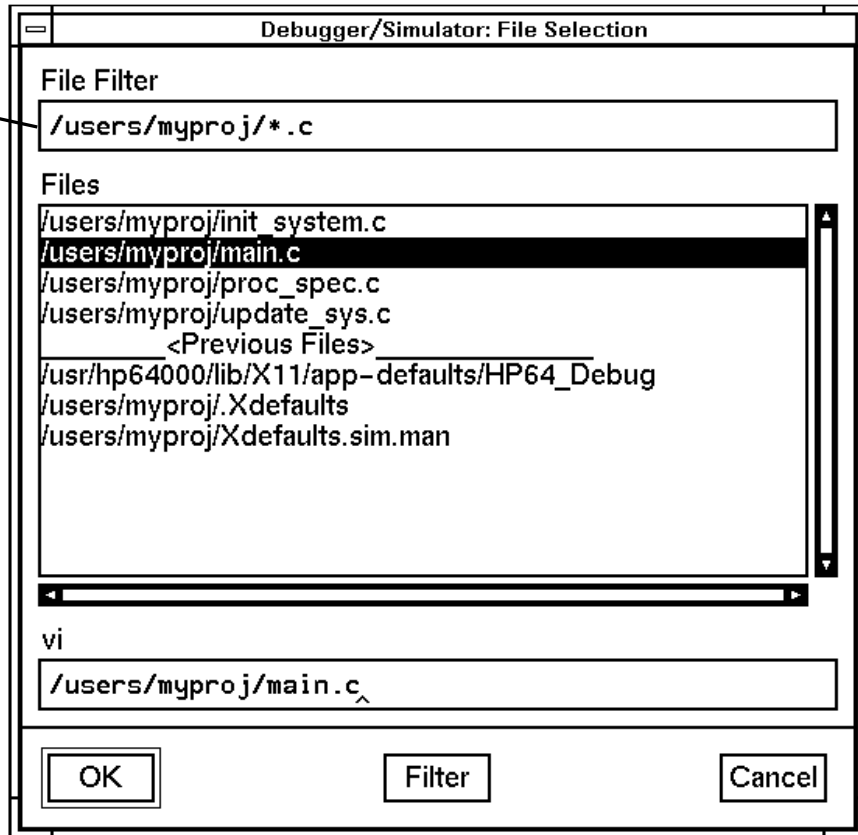 Debugger/Simulator: File Selection
File Filter
/users/myproj/*.c
Files
/users/myproj/init_system.c
/users/myproj/main.c
/users/myproj/proc_spec.c
/users/myproj/update_sys.c
________<Previous Files>______________
/usr/hp64000/lib/X11/app-defaults/HP64_Debug
/users/myproj/.Xdefaults
/users/myproj/Xdefaults.sim.man
vi
/users/myproj/main.c
OK Filter Cancel